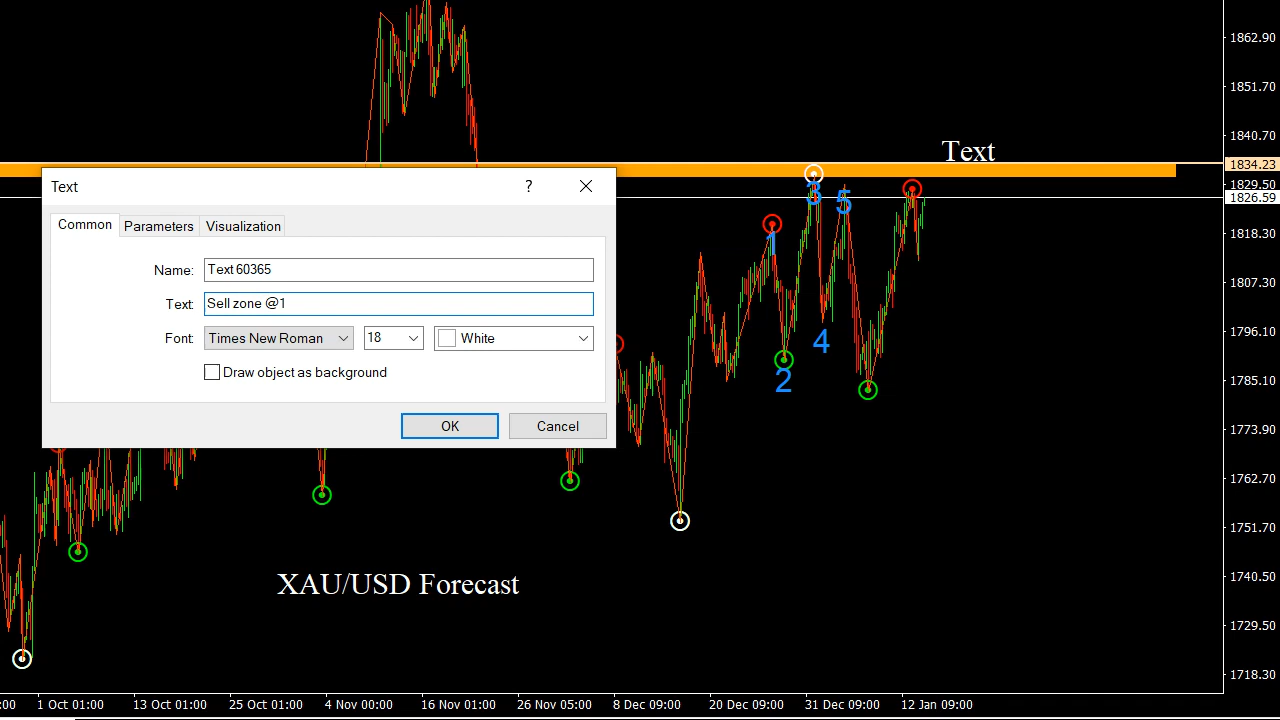 1862.90
1851.70
1840.70
Text
1834.23
1829.50
1826.59
1818.30
1807.30
1796.10
1785.10
1773.90
1762.70
1751.70
1740.50
1729.50
1718.30
Text
?
Common Parameters Visualization
Name: Text 60365
Text: Sell zone @1
Font: Times New Roman 18 White
Draw object as background
OK Cancel
3 5
1
4
2
XAU/USD Forecast
:00 1 Oct 01:00 13 Oct 01:00 25 Oct 01:00 4 Nov 00:00 16 Nov 01:00 26 Nov 05:00 8 Dec 09:00 20 Dec 09:00 31 Dec 09:00 12 Jan 09:00